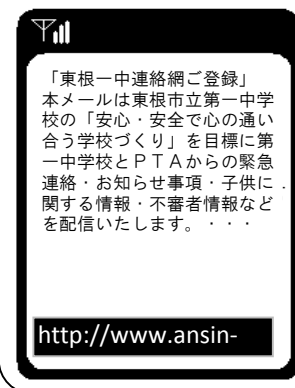 「東根一中連絡網ご登録」
本メールは東根市立第一中学
校の「安心・安全で心の通い
合う学校づくり」を目標に第
一中学校とＰＴＡからの緊急
連絡・お知らせ事項・子供に
関する情報・不審者情報など
を配信いたします。・・・
http://www.ansin-